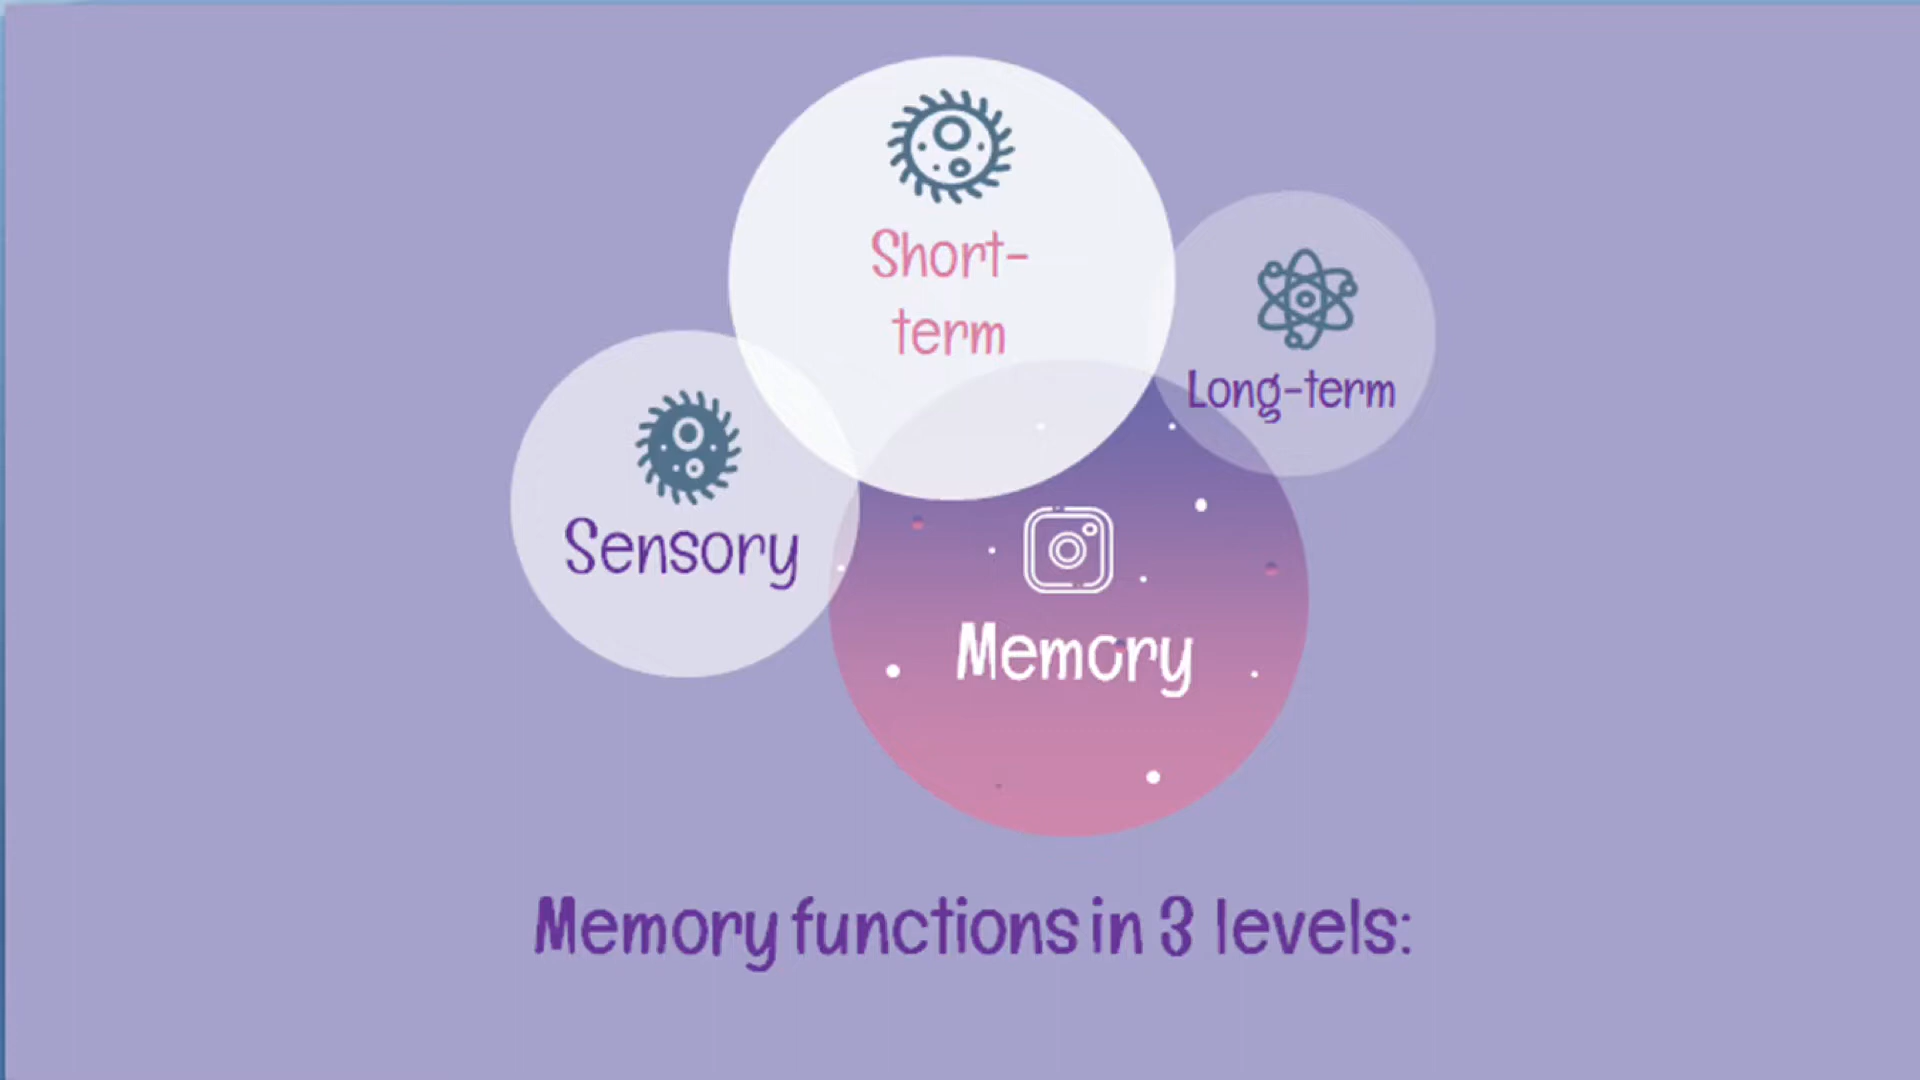 Short-
term
Long-term
Sensory
Memory
Memory functions in 3 levels: